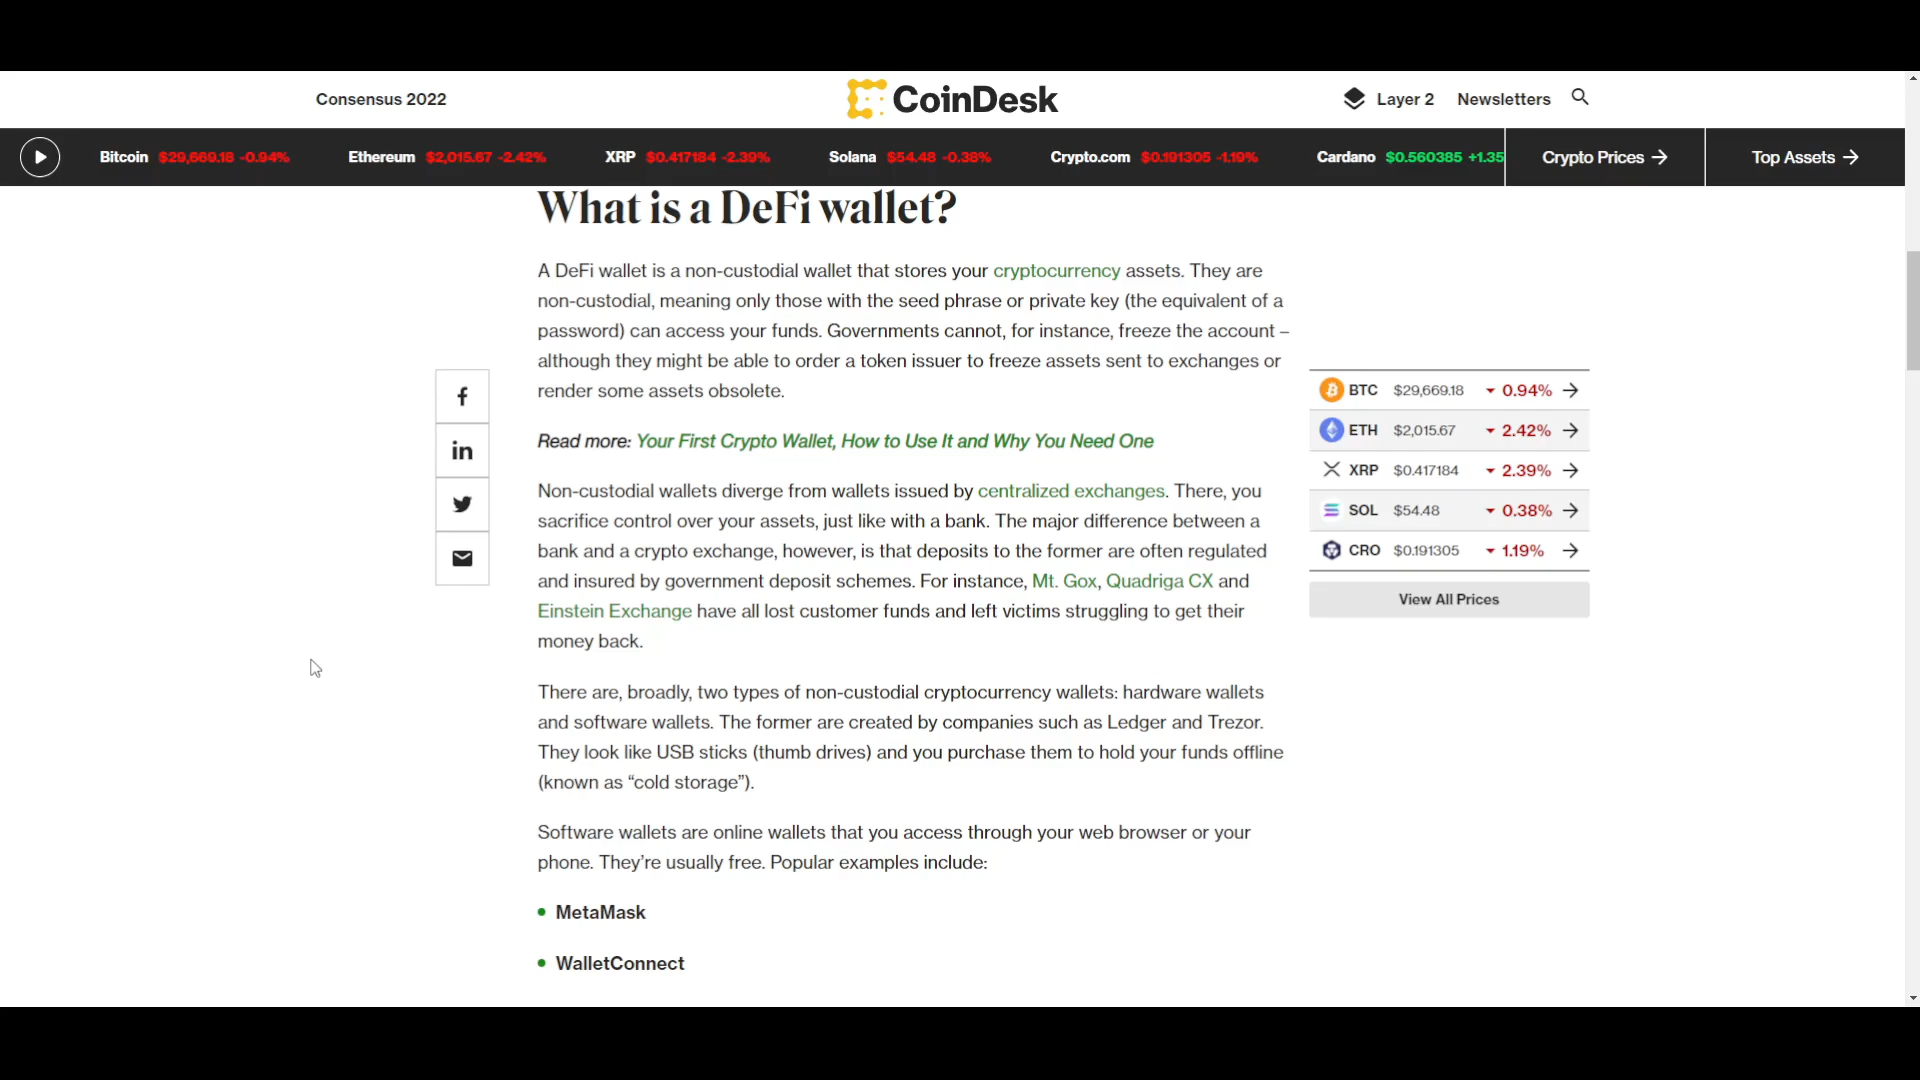 Consensus 2022
CoinDesk
Layer 2 Newsletters
Bitcoin $29,669.18 -0.94% Ethereum $2,015.67 -2.42% XRP $0.417184 -2.39% Solana $54.48 -0.38% Crypto.com $0.191305 -1.19% Cardano $0.560385 +1.35 Crypto Prices → Top Assets →
What is a DeFi wallet?
A DeFi wallet is a non-custodial wallet that stores your cryptocurrency assets. They are
non-custodial, meaning only those with the seed phrase or private key (the equivalent of a
password) can access your funds. Governments cannot, for instance, freeze the account –
although they might be able to order a token issuer to freeze assets sent to exchanges or
render some assets obsolete.
Read more: Your First Crypto Wallet, How to Use It and Why You Need One
Non-custodial wallets diverge from wallets issued by centralized exchanges. There, you
sacrifice control over your assets, just like with a bank. The major difference between a
bank and a crypto exchange, however, is that deposits to the former are often regulated
and insured by government deposit schemes. For instance, Mt. Gox, Quadriga CX and
Einstein Exchange have all lost customer funds and left victims struggling to get their
money back.
There are, broadly, two types of non-custodial cryptocurrency wallets: hardware wallets
and software wallets. The former are created by companies such as Ledger and Trezor.
They look like USB sticks (thumb drives) and you purchase them to hold your funds offline
(known as “cold storage”).
Software wallets are online wallets that you access through your web browser or your
phone. They’re usually free. Popular examples include:
• MetaMask
• WalletConnect
BTC $29,669.18 0.94% →
ETH $2,015.67 2.42% →
XRP $0.417184 2.39% →
SOL $54.48 0.38% →
CRO $0.191305 1.19% →
View All Prices